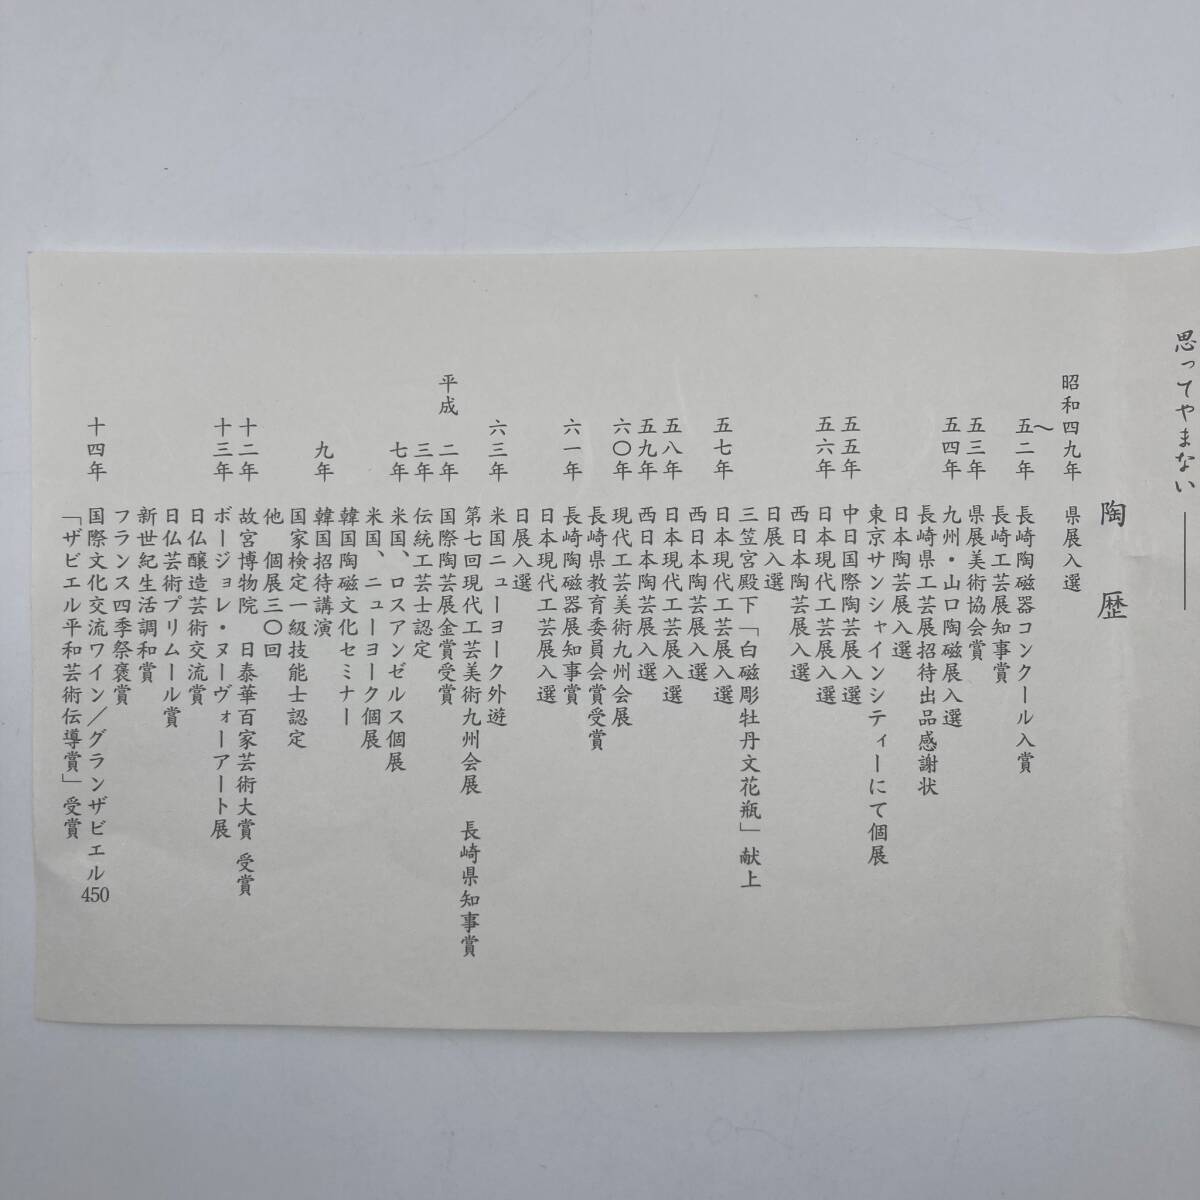 思ってやまない ――
陶歴
昭和四九年 県展入選
〜
五二年 長崎陶磁器コンクール入賞
長崎工芸展知事賞
五三年 県展美術協会賞
五四年 九州・山口陶磁展入選
長崎県工芸展招待出品感謝状
日本陶芸展入選
東京サンシャインシティーにて個展
五五年 中日国際陶芸展入選
五六年 日本現代工芸展入選
西日本陶芸展入選
日展入選
三笠宮殿下「白磁彫牡丹文花瓶」献上
五七年 日本現代工芸展入選
西日本陶芸展入選
五八年 日本現代工芸展入選
五九年 西日本陶芸展入選
六〇年 現代工芸美術九州会展
長崎県教育委員会賞受賞
六一年 長崎陶磁器展知事賞
日本現代工芸展入選
日展入選
六三年 米国ニューヨーク外遊
第七回現代工芸美術九州会展 長崎県知事賞
平成 二年 国際陶芸展金賞受賞
三年 伝統工芸士認定
七年 米国、ロスアンゼルス個展
米国、ニューヨーク個展
韓国陶磁文化セミナー
九年 韓国招待講演
国家検定一級技能士認定
他 個展三〇回
十二年 故宮博物院 日泰華百家芸術大賞 受賞
十三年 ボージョレ・ヌーヴォーアート展
日仏醸造芸術交流賞
日仏芸術プリムール賞
新世紀生活調和賞
フランス四季祭褒賞
十四年 国際文化交流ワイン／グランザビエル450
「ザビエル平和芸術伝導賞」受賞